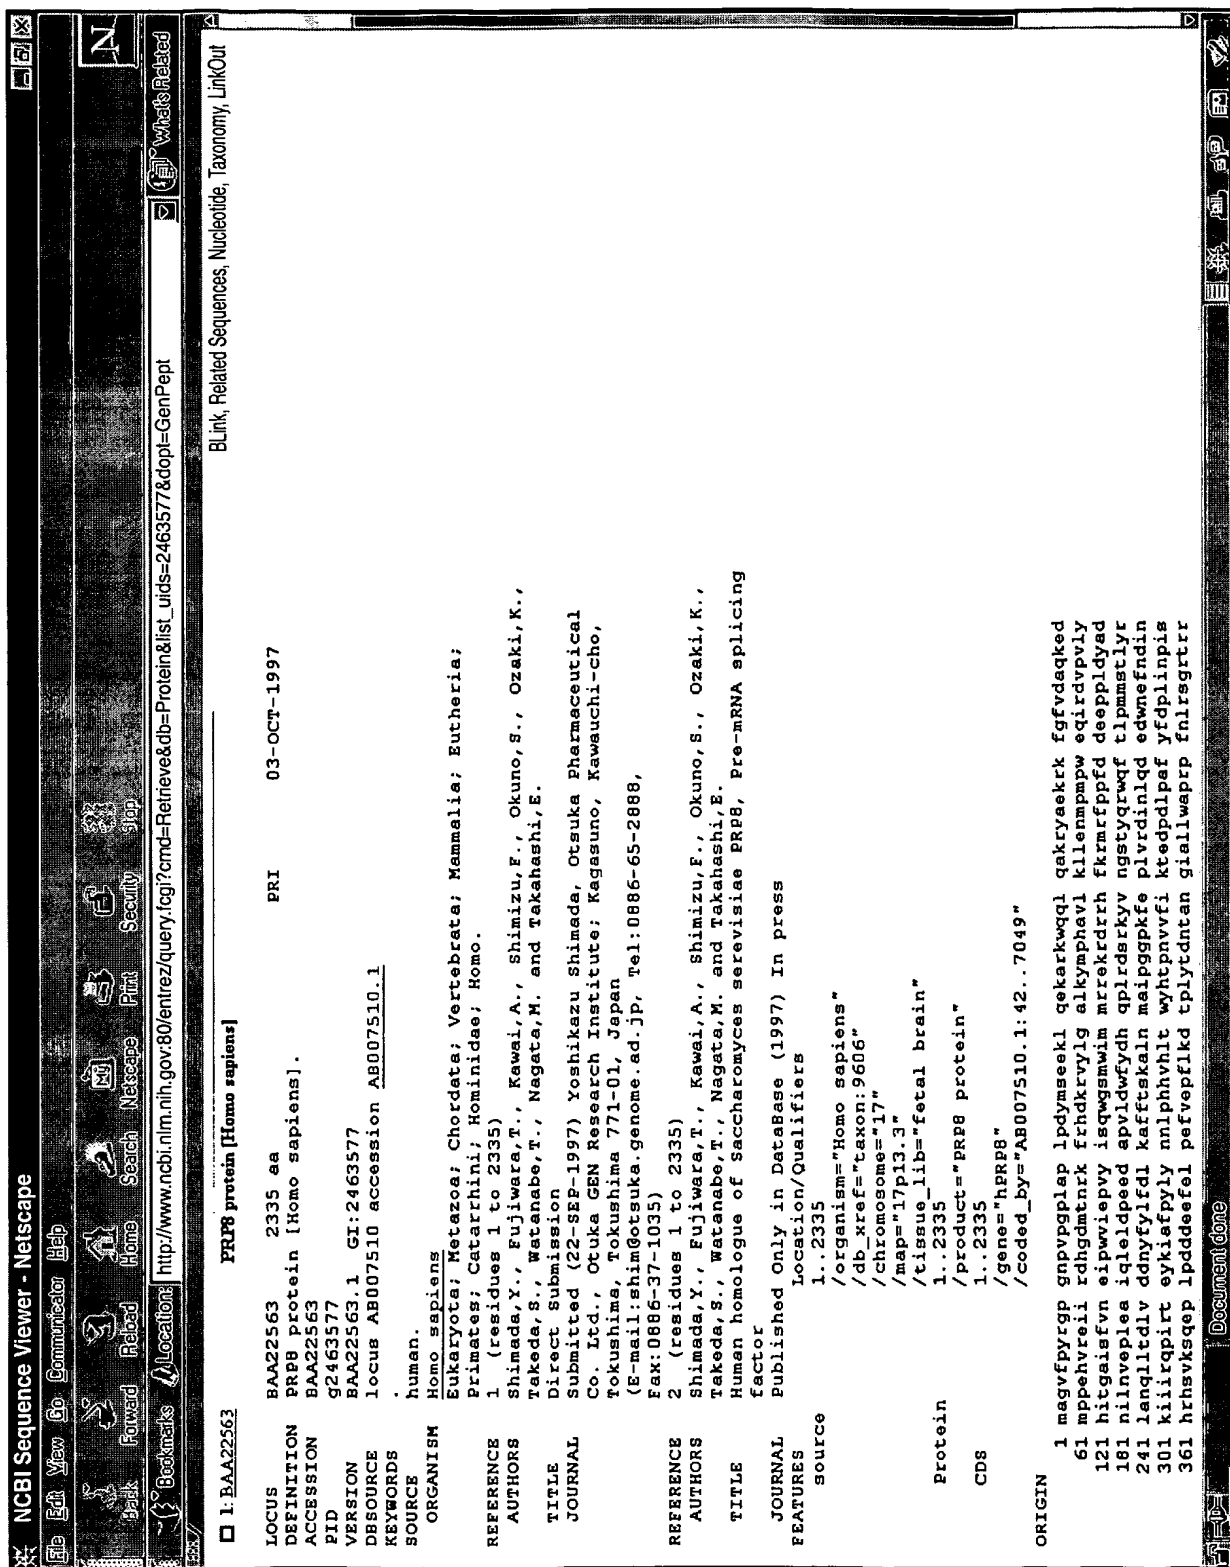 NCBI Sequence Viewer - Netscape
File Edit View Go Communicator Help
Back Forward Reload Home Search Netscape Print Security Stop
Bookmarks Location: http://www.ncbi.nlm.nih.gov:80/entrez/query.fcgi?cmd=Retrieve&db=Protein&list_uids=2463577&dopt=GenPept What's Related
1: BAA22563 PRP8 protein [Homo sapiens] BLink, Related Sequences, Nucleotide, Taxonomy, LinkOut
LOCUS BAA22563 2335 aa PRI 03-OCT-1997
DEFINITION PRP8 protein [Homo sapiens].
ACCESSION BAA22563
PID g2463577
VERSION BAA22563.1 GI:2463577
DBSOURCE locus AB007510 accession AB007510.1
KEYWORDS .
SOURCE human.
ORGANISM Homo sapiens
Eukaryota; Metazoa; Chordata; Vertebrata; Mammalia; Eutheria;
Primates; Catarrhini; Hominidae; Homo.
REFERENCE 1 (residues 1 to 2335)
AUTHORS Shimada,Y., Fujiwara,T., Kawai,A., Shimizu,F., Okuno,S., Ozaki,K.,
Takeda,S., Watanabe,T., Nagata,M. and Takahashi,E.
TITLE Direct Submission
JOURNAL Submitted (22-SEP-1997) Yoshikazu Shimada, Otsuka Pharmaceutical
Co. Ltd., Otuka GEN Research Institute; Kagasuno, Kawauchi-cho,
Tokushima, Tokushima 771-01, Japan
(E-mail:shim@otsuka.genome.ad.jp, Tel:0886-65-2888,
Fax:0886-37-1035)
REFERENCE 2 (residues 1 to 2335)
AUTHORS Shimada,Y., Fujiwara,T., Kawai,A., Shimizu,F., Okuno,S., Ozaki,K.,
Takeda,S., Watanabe,T., Nagata,M. and Takahashi,E.
TITLE Human homologue of Saccharomyces serevisiae PRP8, Pre-mRNA splicing
factor
JOURNAL Published Only in DataBase (1997) In press
FEATURES Location/Qualifiers
source 1..2335
/organism="Homo sapiens"
/db_xref="taxon:9606"
/chromosome="17"
/map="17p13.3"
/tissue_lib="fetal brain"
Protein 1..2335
/product="PRP8 protein"
CDS 1..2335
/gene="hPRP8"
/coded_by="AB007510.1:42..7049"
ORIGIN
1 magvfpyrgp gnpvpgplap lpdymseekl qekarkwqql qakryaekrk fgfvdaqked
61 mppehvreii rdhgdmtnrk frhdkrvylg alkymphavl kllenmpmpw eqirdvpvly
121 hitgaisfvn eipwviepvy isqwgsmwim mrrekrdrrh fkrmrfppfd deeppldyad
181 nilnveplea iqleldpeed apvldwfydh qplrdsrkyv ngstyqrwqf tlpmmstlyr
241 lanqlltdlv ddnyfylfdl kafftskaln maipggpkfe plvrdinlqd edwnefndin
301 kiiirqpirt eykiafpyly nnlphhvhlt wyhtpnvvfi ktedpdlpaf yfdplinpis
361 hrhsvksqep lpdddeefel pefvepflkd tplytdntan giallwaprp fnlrsgrtrr
Document done